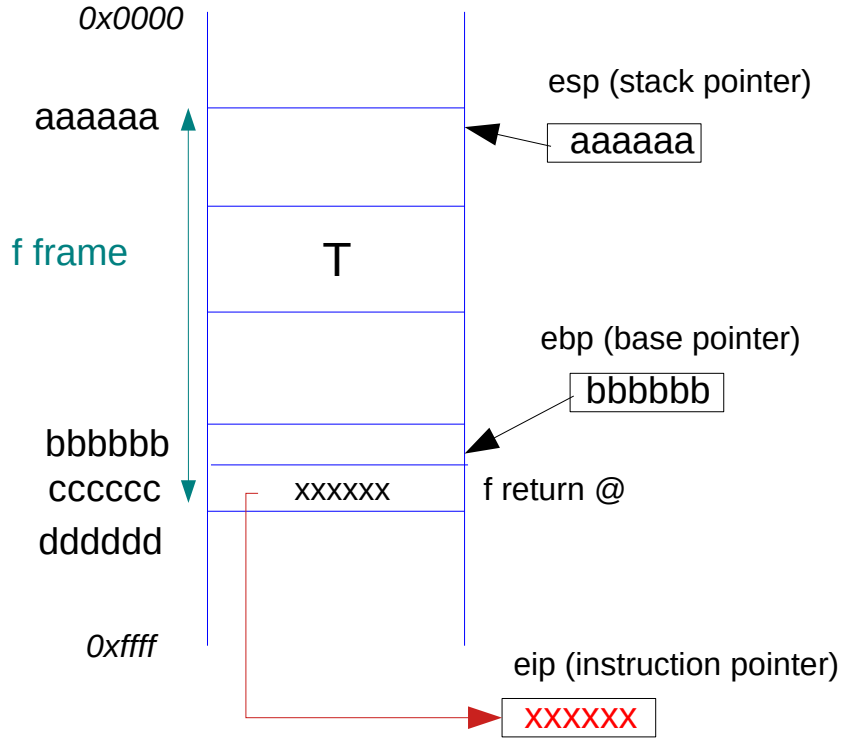 0x0000
esp (stack pointer)
aaaaaa
aaaaaa
f frame
T
ebp (base pointer)
bbbbbb
bbbbbb
cccccc
xxxxxx
f return @
dddddd
0xffff
eip (instruction pointer)
xxxxxx